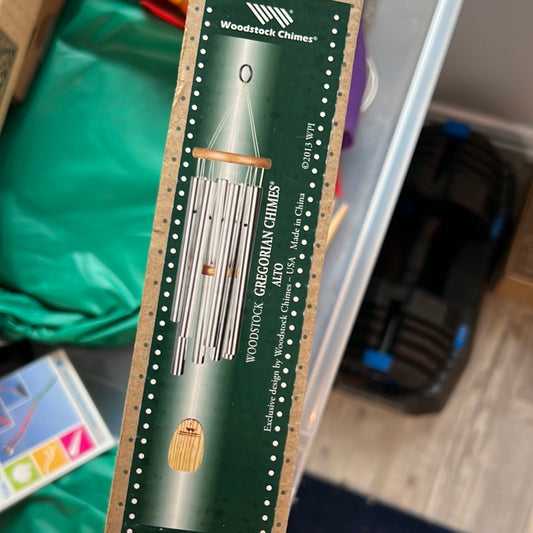 Woodstock Chimes®
WOODSTOCK GREGORIAN CHIMES®
ALTO
Exclusive design by Woodstock Chimes – USA Made in China
©2013 WPI